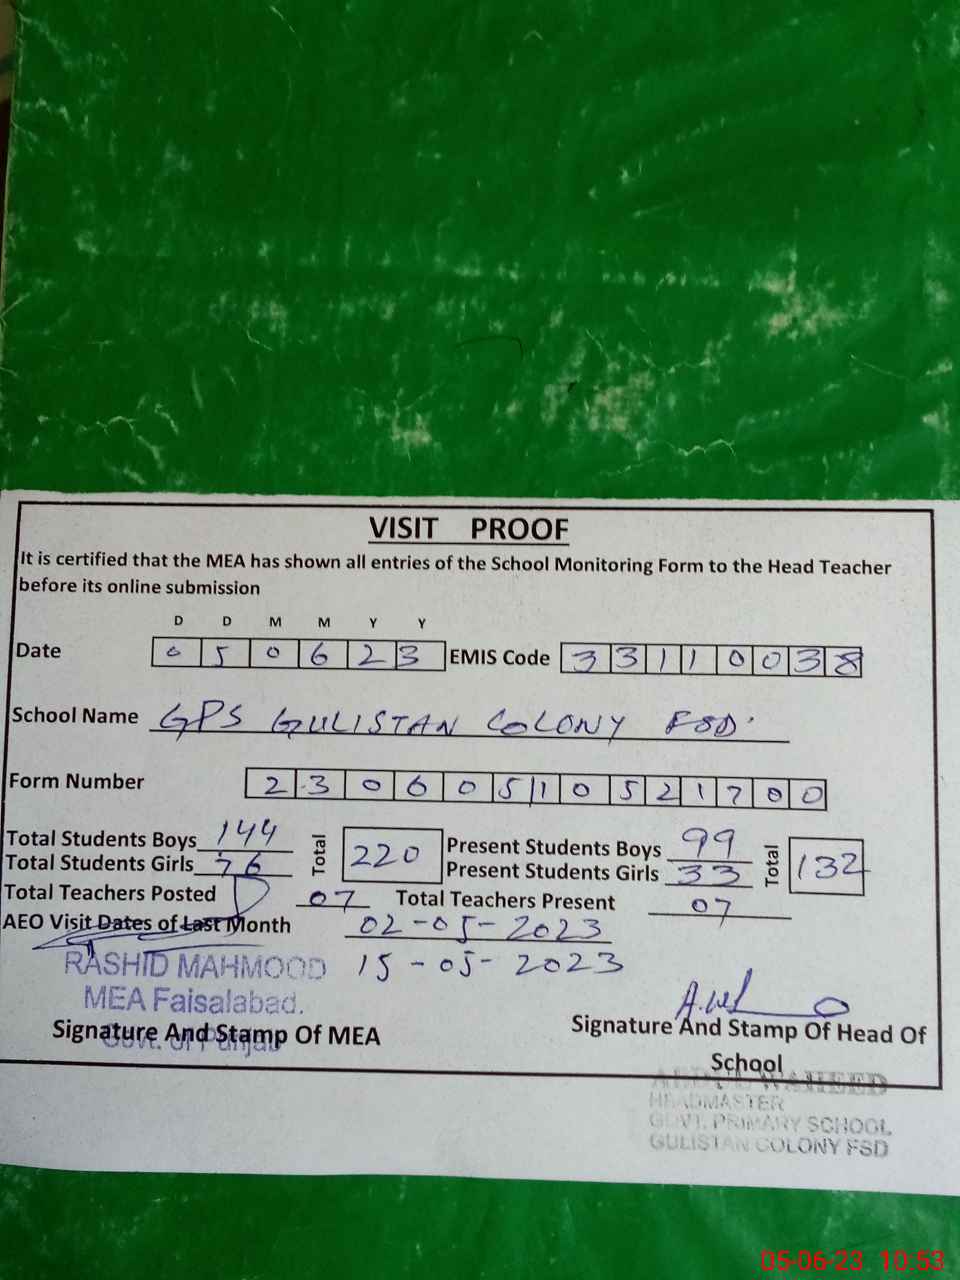 VISIT PROOF
It is certified that the MEA has shown all entries of the School Monitoring Form to the Head Teacher
before its online submission
D D M M Y Y
Date 0 5 0 6 2 3 EMIS Code 3 3 1 1 0 0 3 8
School Name GPS GULISTAN COLONY FSD.
Form Number 2 3 0 6 0 5 1 0 5 2 1 7 0 0
Total Students Boys 144 Total 220 Present Students Boys 99 Total 132
Total Students Girls 76 Present Students Girls 33
Total Teachers Posted 07 Total Teachers Present 07
AEO Visit Dates of Last Month 02-05-2023
15-05-2023
RASHID MAHMOOD
MEA Faisalabad.
Govt. of Punjab
Signature And Stamp Of MEA
Signature And Stamp Of Head Of
School
ABDUL WAHEED
HEADMASTER
GOVT. PRIMARY SCHOOL
GULISTAN COLONY FSD
05-06-23 10:53